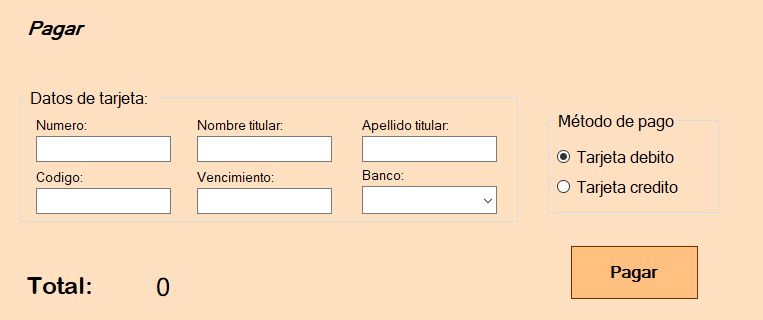 Pagar
Datos de tarjeta:
Numero: Nombre titular: Apellido titular:
Codigo: Vencimiento: Banco:
Método de pago
Tarjeta debito
Tarjeta credito
Total: 0
Pagar